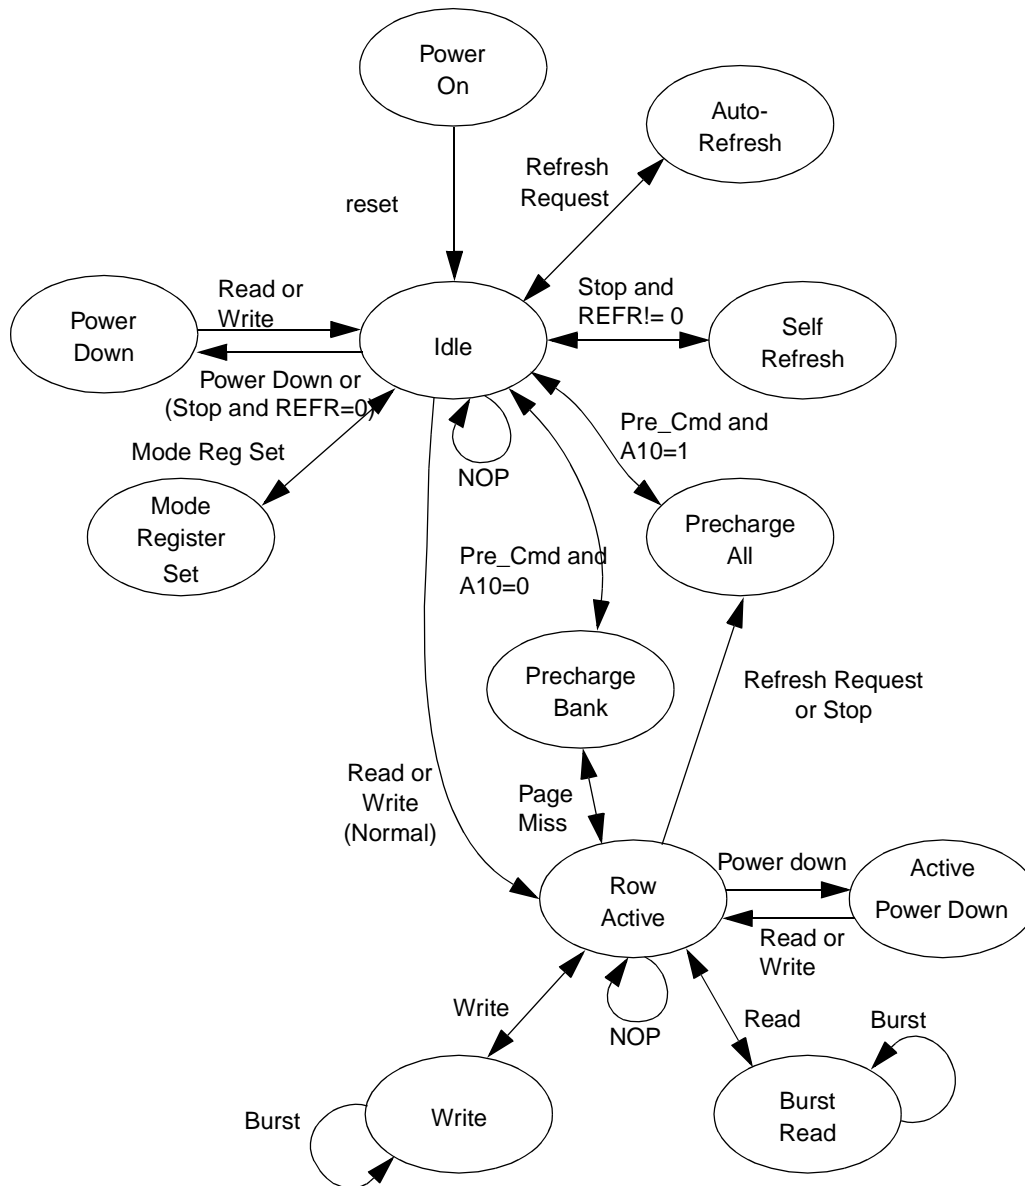 Power
On
Auto-
Refresh
Refresh
Request
reset
Read or
Write
Stop and
REFR!= 0
Power
Down
Idle
Self
Refresh
Power Down or
(Stop and REFR=0)
Pre_Cmd and
A10=1
Mode Reg Set
NOP
Mode
Register
Set
Precharge
All
Pre_Cmd and
A10=0
Precharge
Bank
Refresh Request
or Stop
Read or
Write
(Normal)
Page
Miss
Row
Active
Power down
Active
Power Down
Read or
Write
Write
NOP
Read
Burst
Burst
Write
Burst
Read